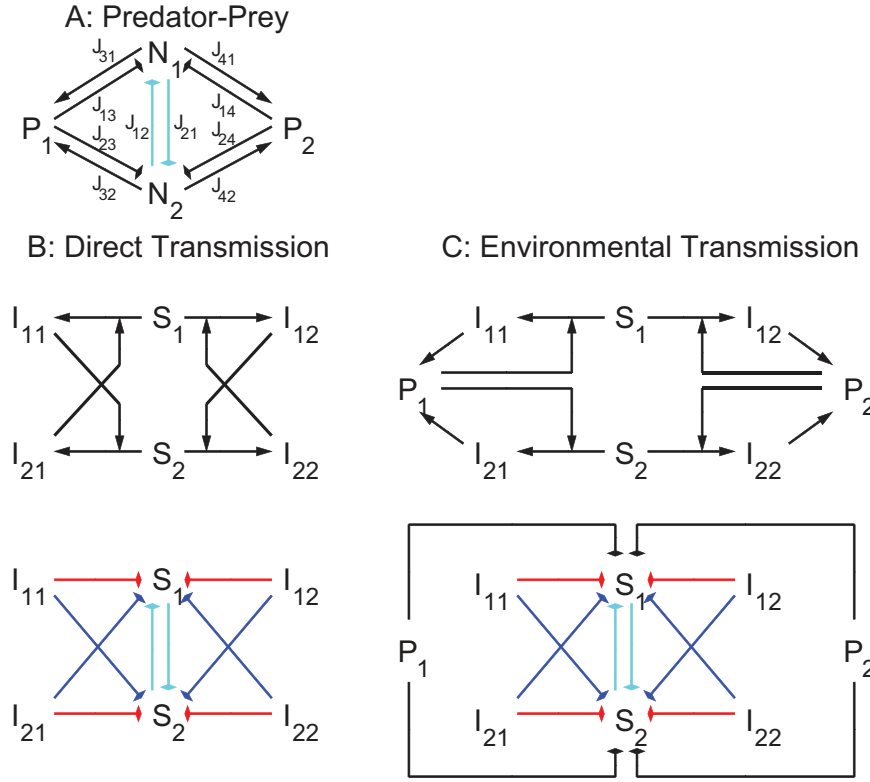 A: Predator-Prey
J31 N1 J41
J13 J14
P1 J23 J12 J21 J24 P2
J32 N2 J42
B: Direct Transmission
I11 S1 I12
I21 S2 I22
I11 S1 I12
I21 S2 I22
C: Environmental Transmission
I11 S1 I12
P1 P2
I21 S2 I22
I11 S1 I12
P1 P2
I21 S2 I22